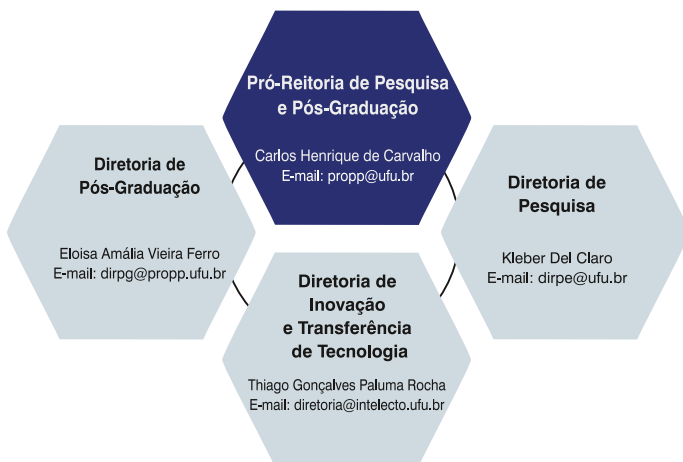 Pró-Reitoria de Pesquisa
e Pós-Graduação
Carlos Henrique de Carvalho
E-mail: propp@ufu.br
Diretoria de
Pós-Graduação
Eloisa Amália Vieira Ferro
E-mail: dirpg@propp.ufu.br
Diretoria de
Pesquisa
Kleber Del Claro
E-mail: dirpe@ufu.br
Diretoria de
Inovação
e Transferência
de Tecnologia
Thiago Gonçalves Paluma Rocha
E-mail: diretoria@intelecto.ufu.br